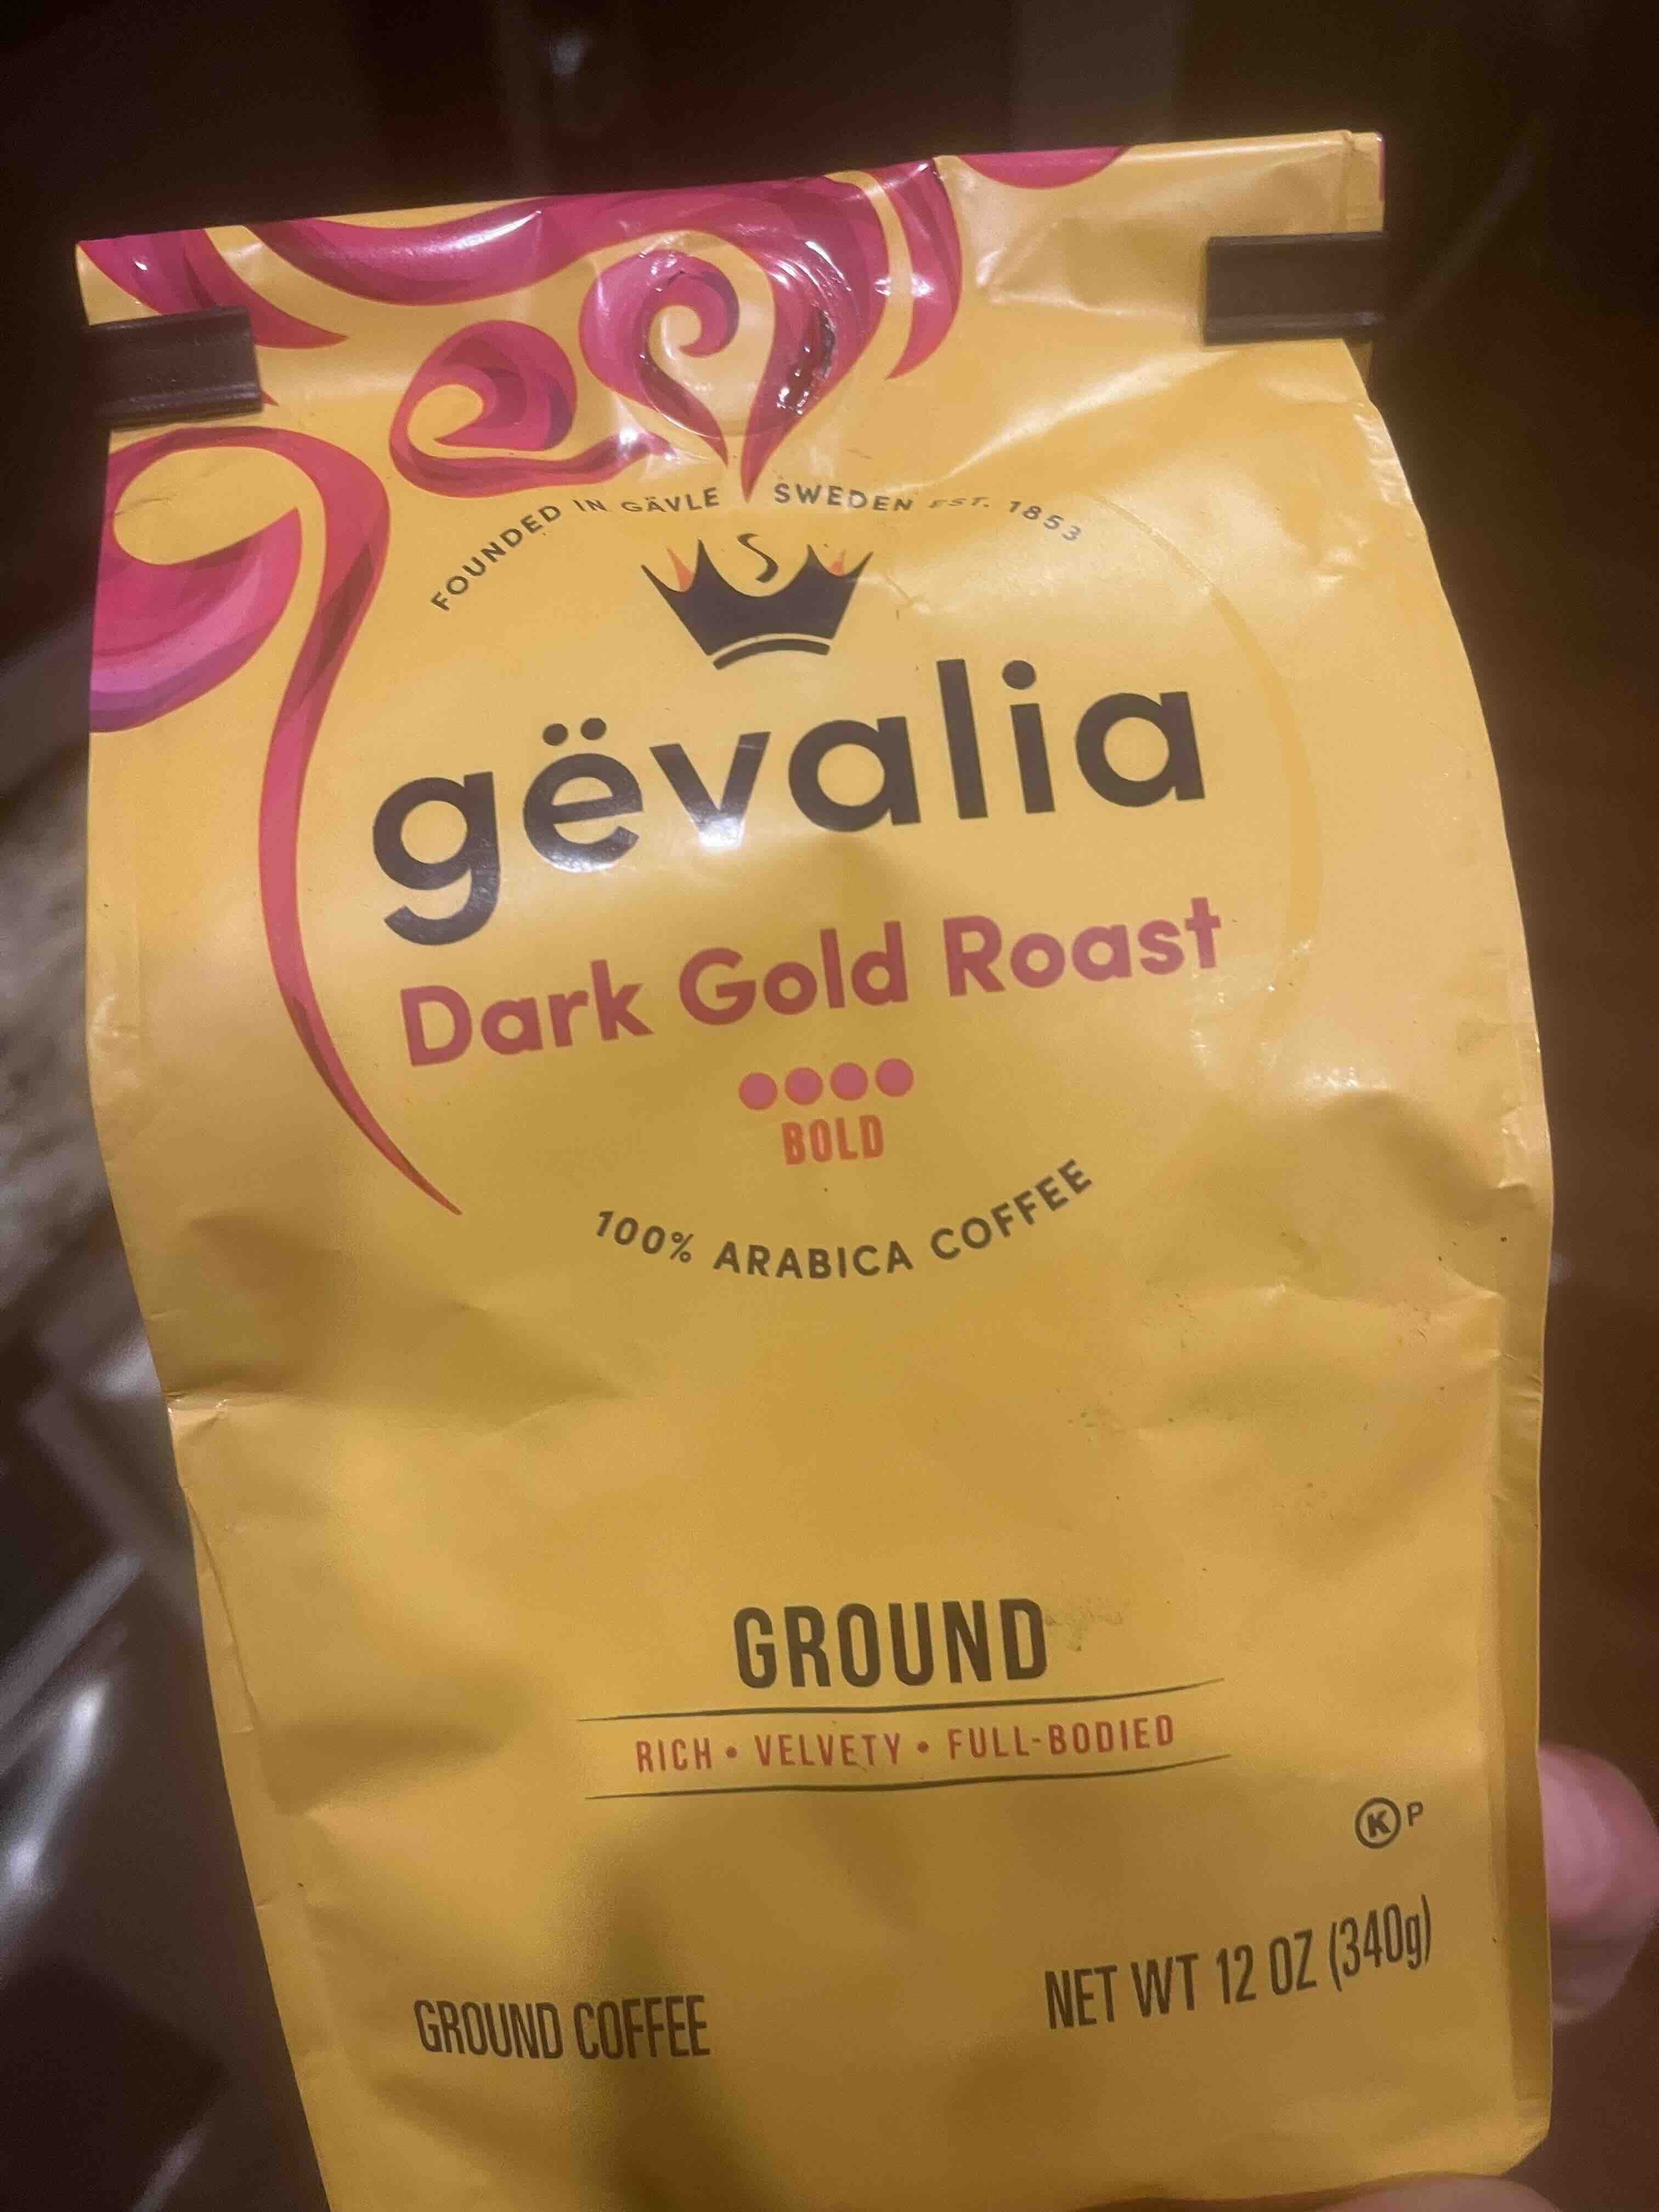 FOUNDED IN GÄVLE SWEDEN EST. 1853
S
gëvalia
Dark Gold Roast
BOLD
100% ARABICA COFFEE
GROUND
RICH • VELVETY • FULL-BODIED
K P
GROUND COFFEE
NET WT 12 OZ (340g)